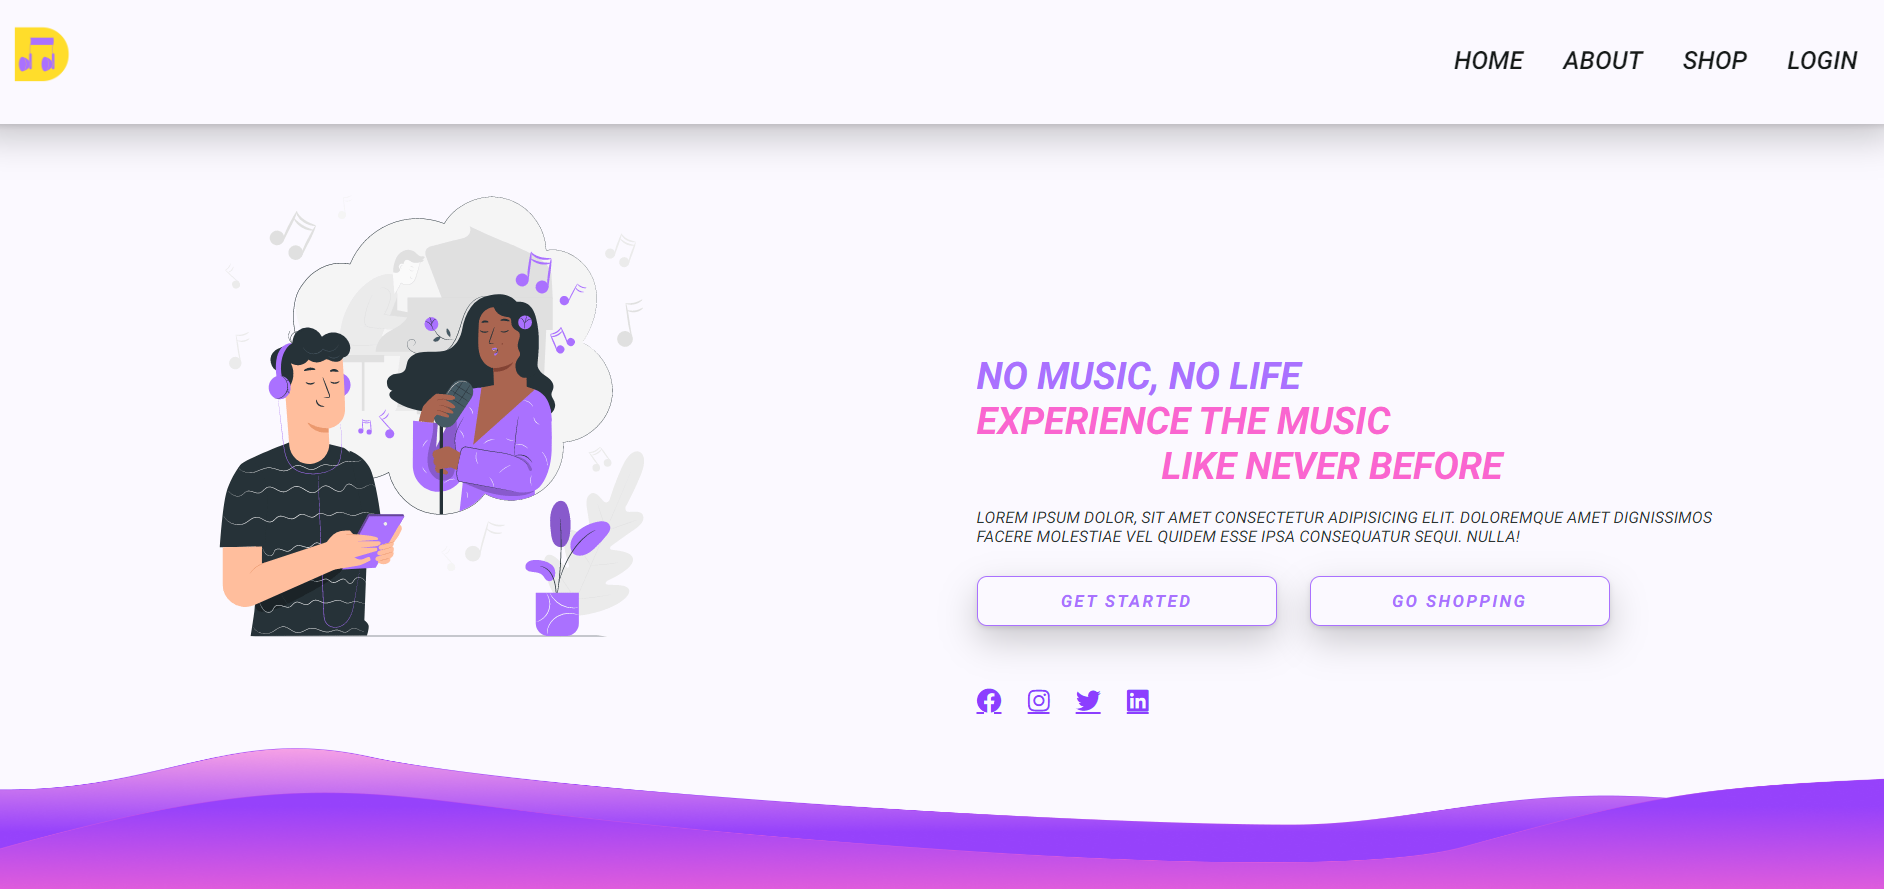 HOME ABOUT SHOP LOGIN
NO MUSIC, NO LIFE
EXPERIENCE THE MUSIC
LIKE NEVER BEFORE
LOREM IPSUM DOLOR, SIT AMET CONSECTETUR ADIPISICING ELIT. DOLOREMQUE AMET DIGNISSIMOS
FACERE MOLESTIAE VEL QUIDEM ESSE IPSA CONSEQUATUR SEQUI. NULLA!
GET STARTED GO SHOPPING